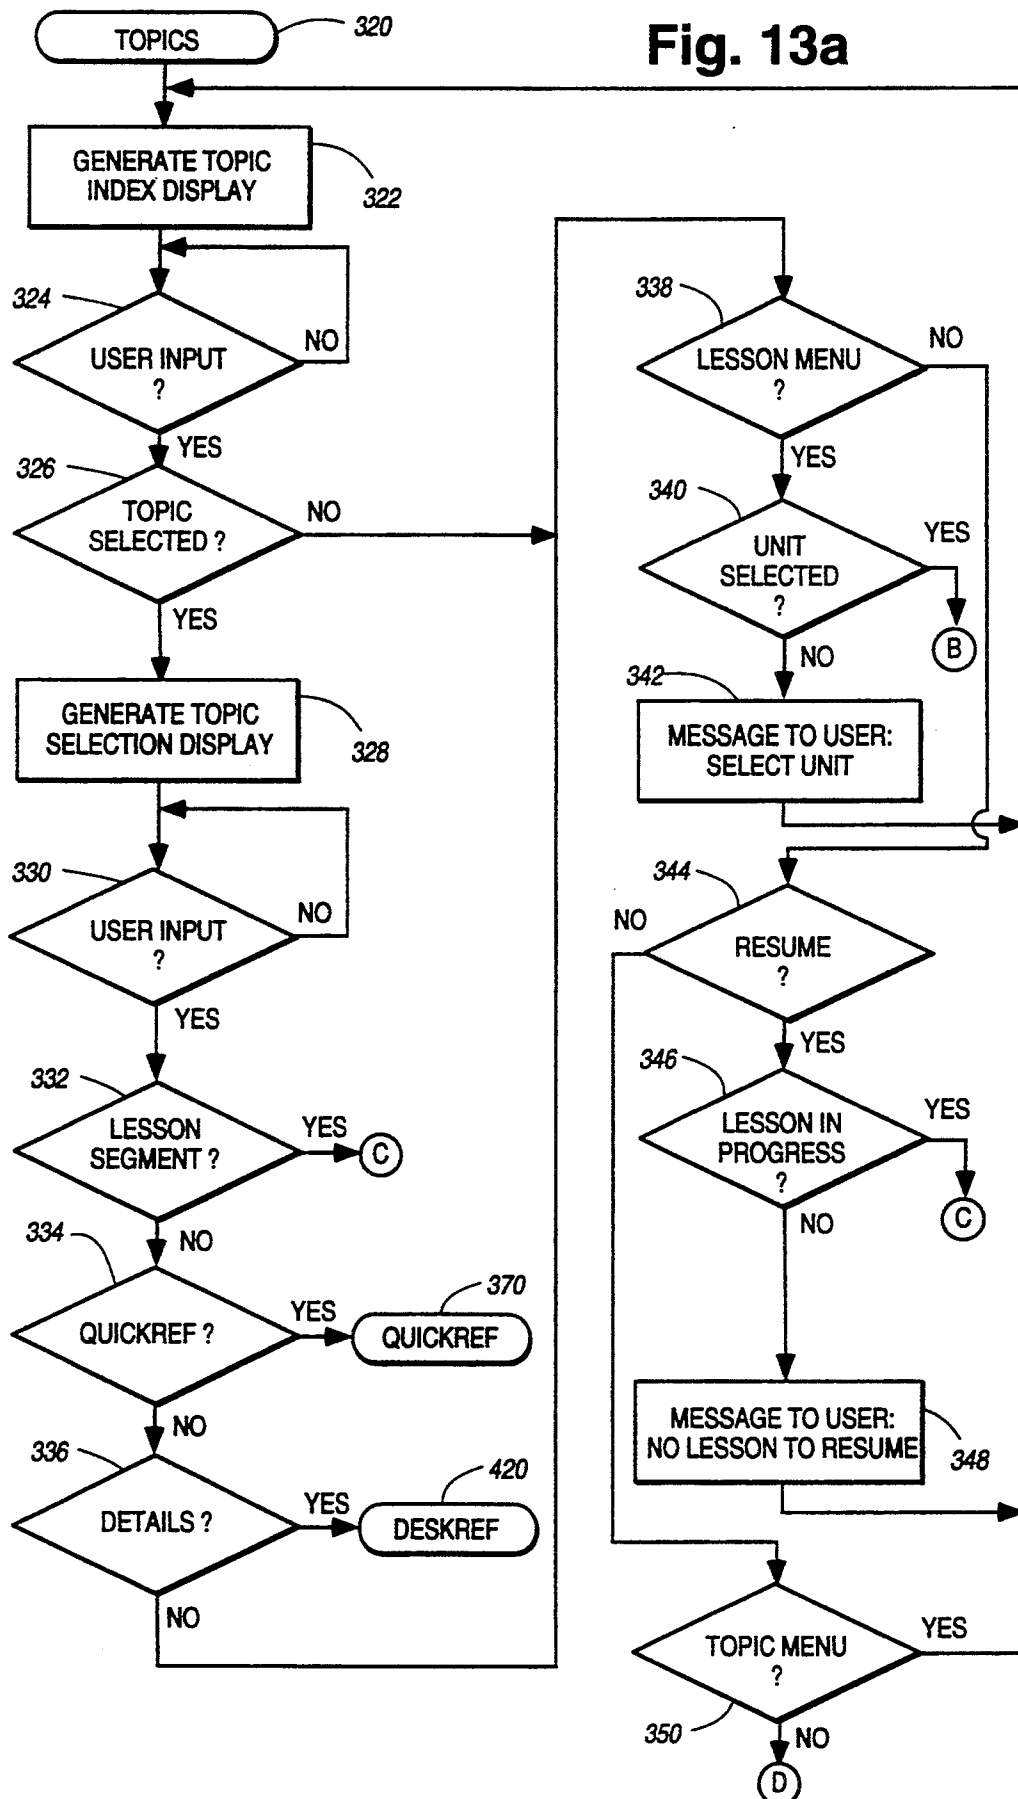 Fig. 13a
TOPICS
320
GENERATE TOPIC
INDEX DISPLAY
322
324
USER INPUT
?
NO
YES
326
TOPIC
SELECTED ?
NO
YES
GENERATE TOPIC
SELECTION DISPLAY
328
330
USER INPUT
?
NO
YES
332
LESSON
SEGMENT ?
YES
C
NO
334
QUICKREF ?
YES
370
QUICKREF
NO
336
DETAILS ?
YES
420
DESKREF
NO
338
LESSON MENU
?
NO
YES
340
UNIT
SELECTED
?
YES
B
NO
342
MESSAGE TO USER:
SELECT UNIT
344
NO
RESUME
?
YES
346
LESSON IN
PROGRESS
?
YES
C
NO
MESSAGE TO USER:
NO LESSON TO RESUME
348
TOPIC MENU
?
YES
350
NO
D